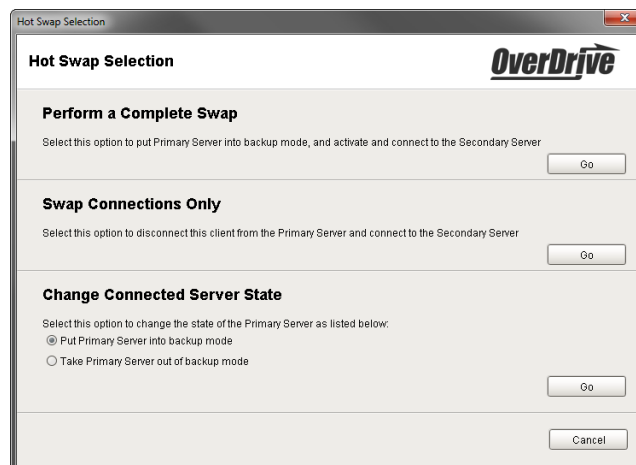 Hot Swap Selection
Hot Swap Selection
OverDrive
Perform a Complete Swap
Select this option to put Primary Server into backup mode, and activate and connect to the Secondary Server
Go
Swap Connections Only
Select this option to disconnect this client from the Primary Server and connect to the Secondary Server
Go
Change Connected Server State
Select this option to change the state of the Primary Server as listed below:
Put Primary Server into backup mode
Take Primary Server out of backup mode
Go
Cancel